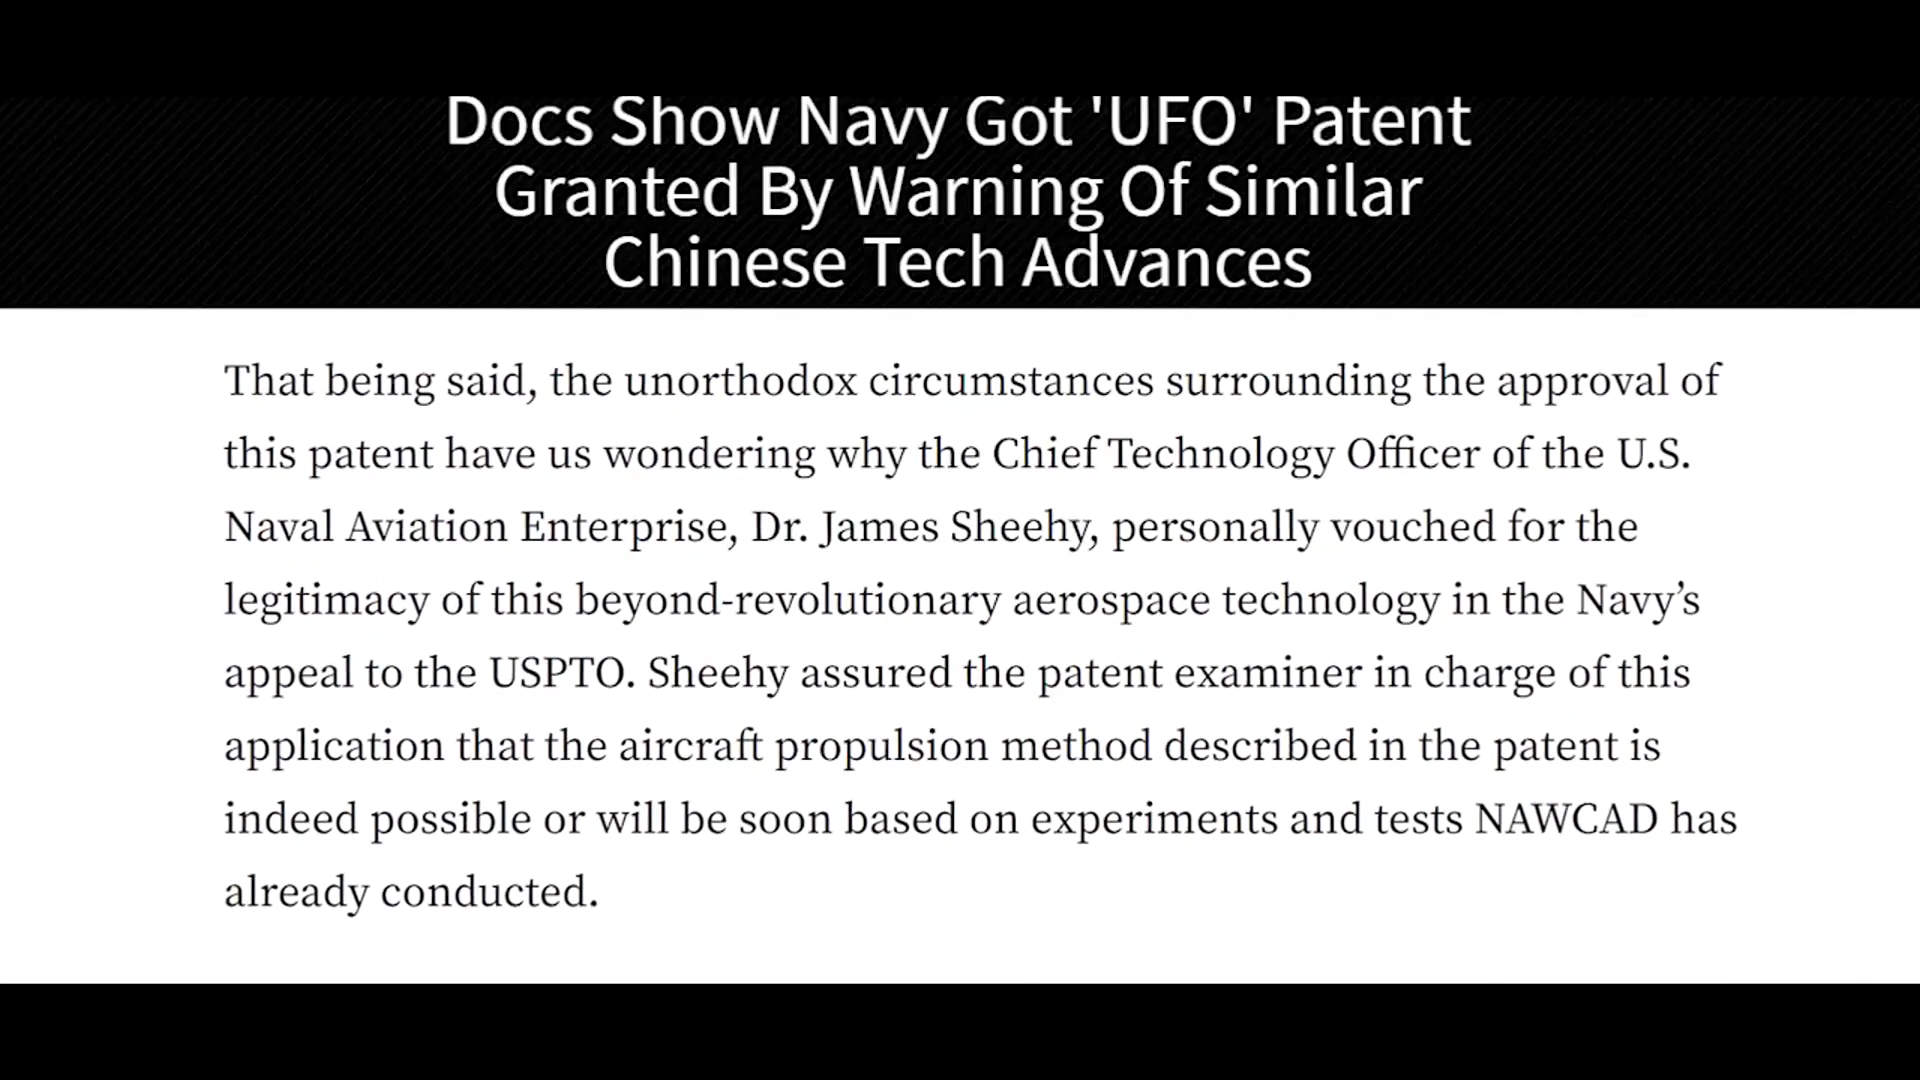 Docs Show Navy Got 'UFO' Patent
Granted By Warning Of Similar
Chinese Tech Advances
That being said, the unorthodox circumstances surrounding the approval of
this patent have us wondering why the Chief Technology Officer of the U.S.
Naval Aviation Enterprise, Dr. James Sheehy, personally vouched for the
legitimacy of this beyond-revolutionary aerospace technology in the Navy’s
appeal to the USPTO. Sheehy assured the patent examiner in charge of this
application that the aircraft propulsion method described in the patent is
indeed possible or will be soon based on experiments and tests NAWCAD has
already conducted.